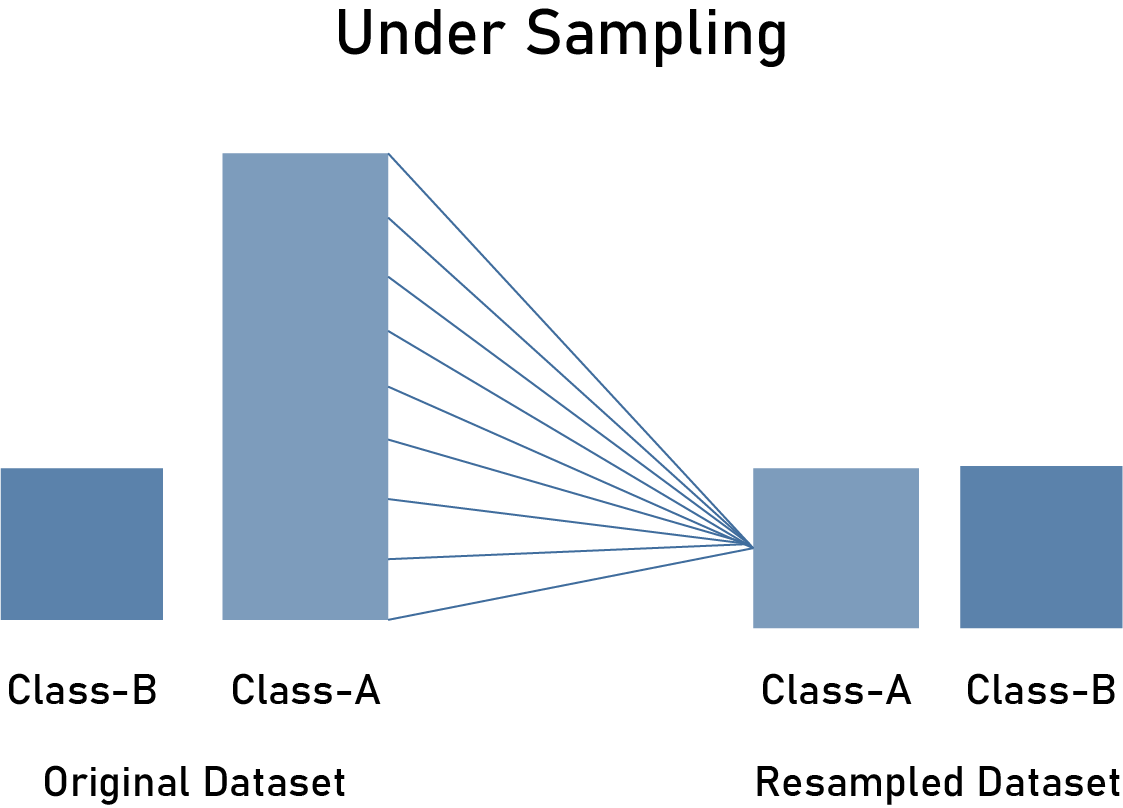 Under Sampling
Class-B Class-A Class-A Class-B
Original Dataset Resampled Dataset